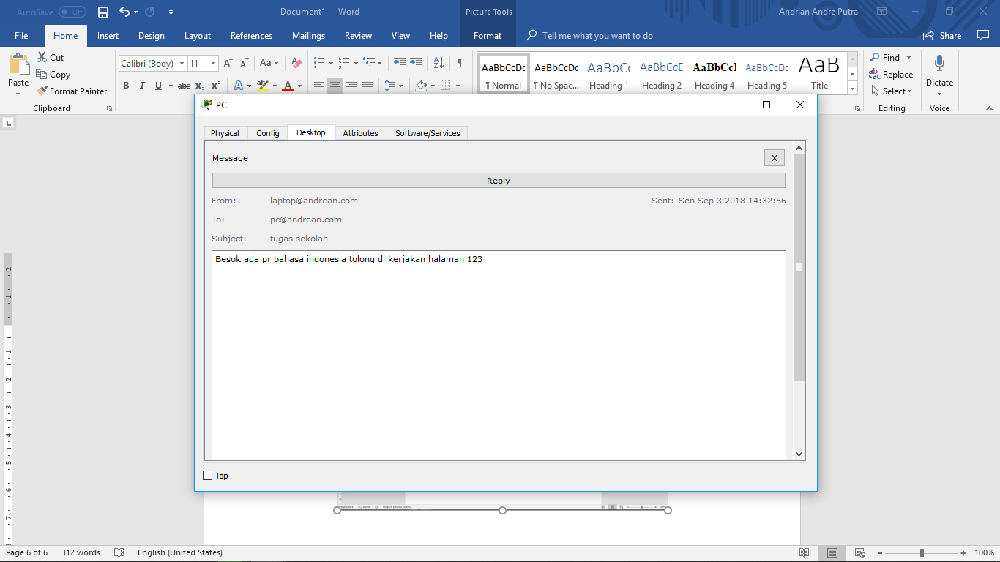 AutoSave Off
Document1 - Word
Picture Tools
Andrian Andre Putra
File Home Insert Design Layout References Mailings Review View Help Format Tell me what you want to do Share
Paste
Cut
Copy
Format Painter
Clipboard
Calibri (Body) 11
Aa
B I U abc x₂ x² A ab A
AaBbCcDc AaBbCcDc AaBbCc AaBbCcD AaBbCcl AaBbCcDc AaB
¶ Normal ¶ No Spac... Heading 1 Heading 2 Heading 4 Heading 5 Title
Find
Replace
Select
Editing
Dictate
Voice
PC
Physical Config Desktop Attributes Software/Services
Message X
Reply
From: laptop@andrean.com Sent: Sen Sep 3 2018 14:32:56
To: pc@andrean.com
Subject: tugas sekolah
Besok ada pr bahasa indonesia tolong di kerjakan halaman 123
Top
Page 6 of 6 312 words English (United States) 100%